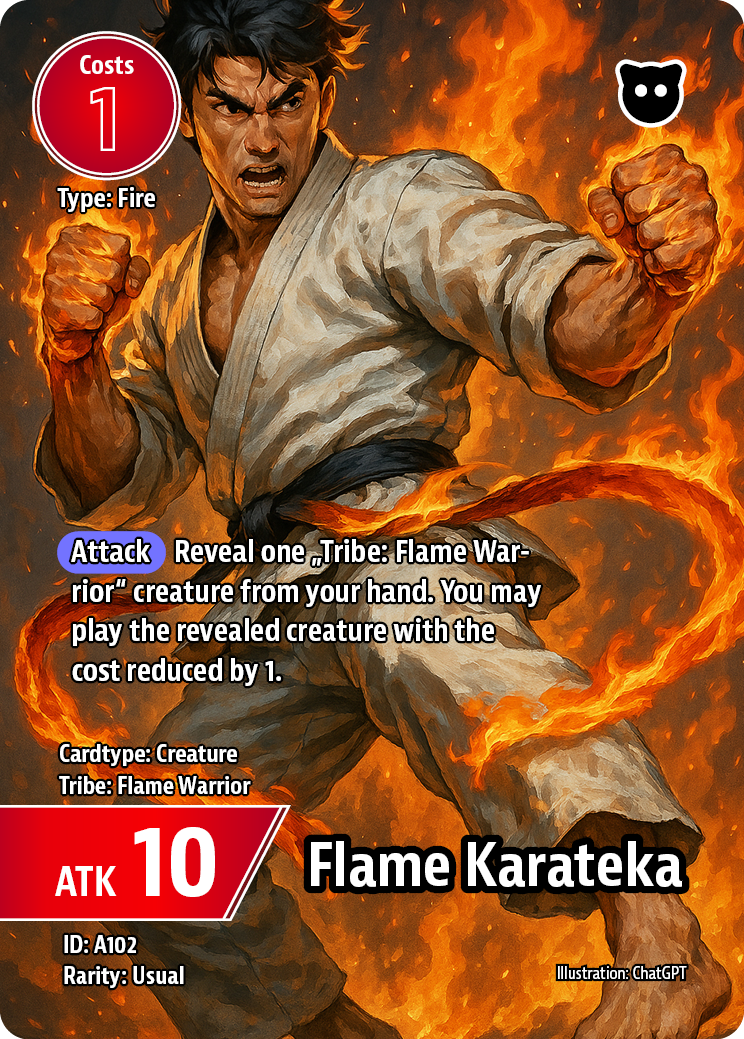 Costs
1
Type: Fire
Attack Reveal one „Tribe: Flame War-
rior“ creature from your hand. You may
play the revealed creature with the
cost reduced by 1.
Cardtype: Creature
Tribe: Flame Warrior
ATK 10
Flame Karateka
ID: A102
Rarity: Usual
Illustration: ChatGPT